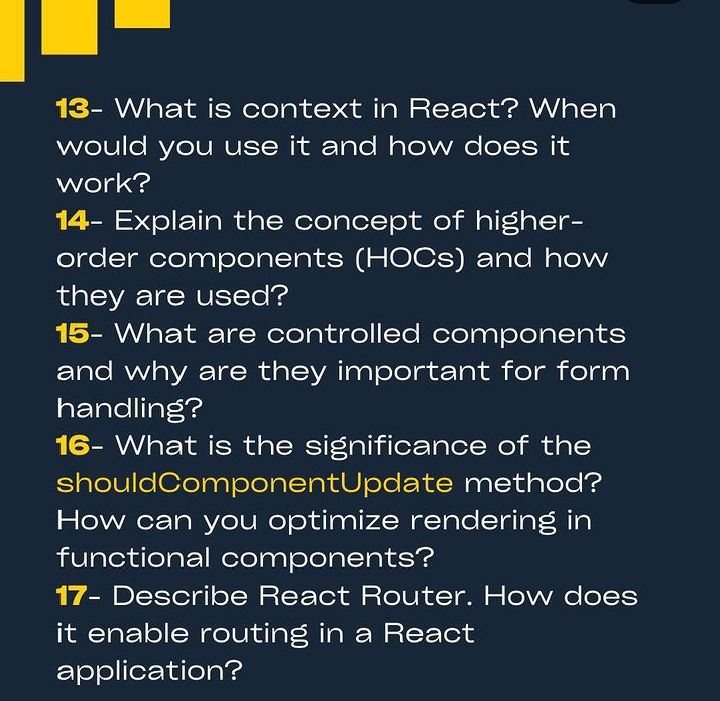 13- What is context in React? When
would you use it and how does it
work?
14- Explain the concept of higher-
order components (HOCs) and how
they are used?
15- What are controlled components
and why are they important for form
handling?
16- What is the significance of the
shouldComponentUpdate method?
How can you optimize rendering in
functional components?
17- Describe React Router. How does
it enable routing in a React
application?